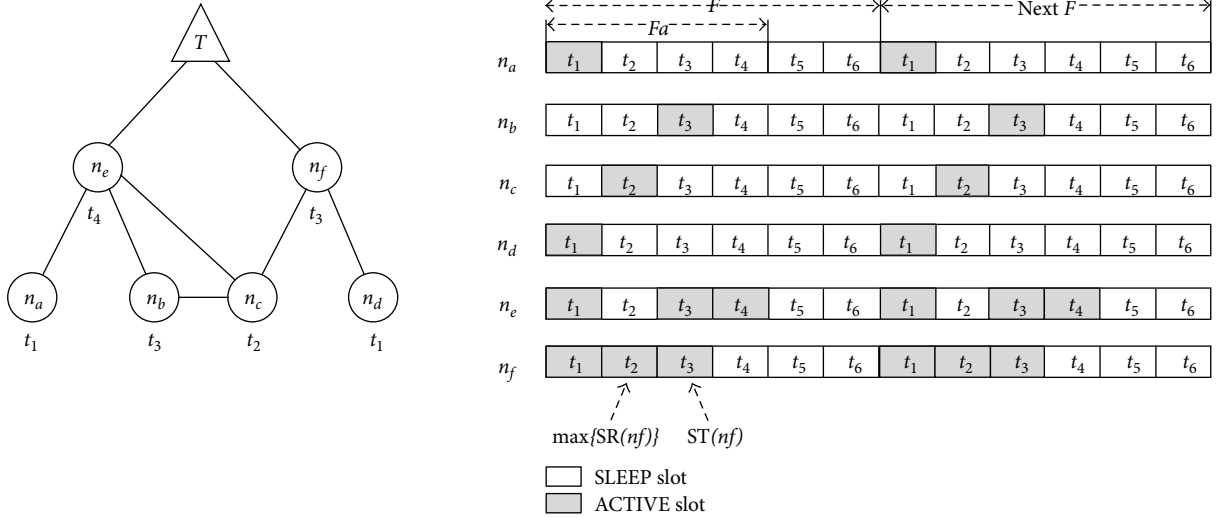 T
n_e
n_f
t_4
t_3
n_a
n_b
n_c
n_d
t_1
t_3
t_2
t_1
F
Next F
Fa
n_a t_1 t_2 t_3 t_4 t_5 t_6 t_1 t_2 t_3 t_4 t_5 t_6
n_b t_1 t_2 t_3 t_4 t_5 t_6 t_1 t_2 t_3 t_4 t_5 t_6
n_c t_1 t_2 t_3 t_4 t_5 t_6 t_1 t_2 t_3 t_4 t_5 t_6
n_d t_1 t_2 t_3 t_4 t_5 t_6 t_1 t_2 t_3 t_4 t_5 t_6
n_e t_1 t_2 t_3 t_4 t_5 t_6 t_1 t_2 t_3 t_4 t_5 t_6
n_f t_1 t_2 t_3 t_4 t_5 t_6 t_1 t_2 t_3 t_4 t_5 t_6
max{SR(nf)} ST(nf)
SLEEP slot
ACTIVE slot